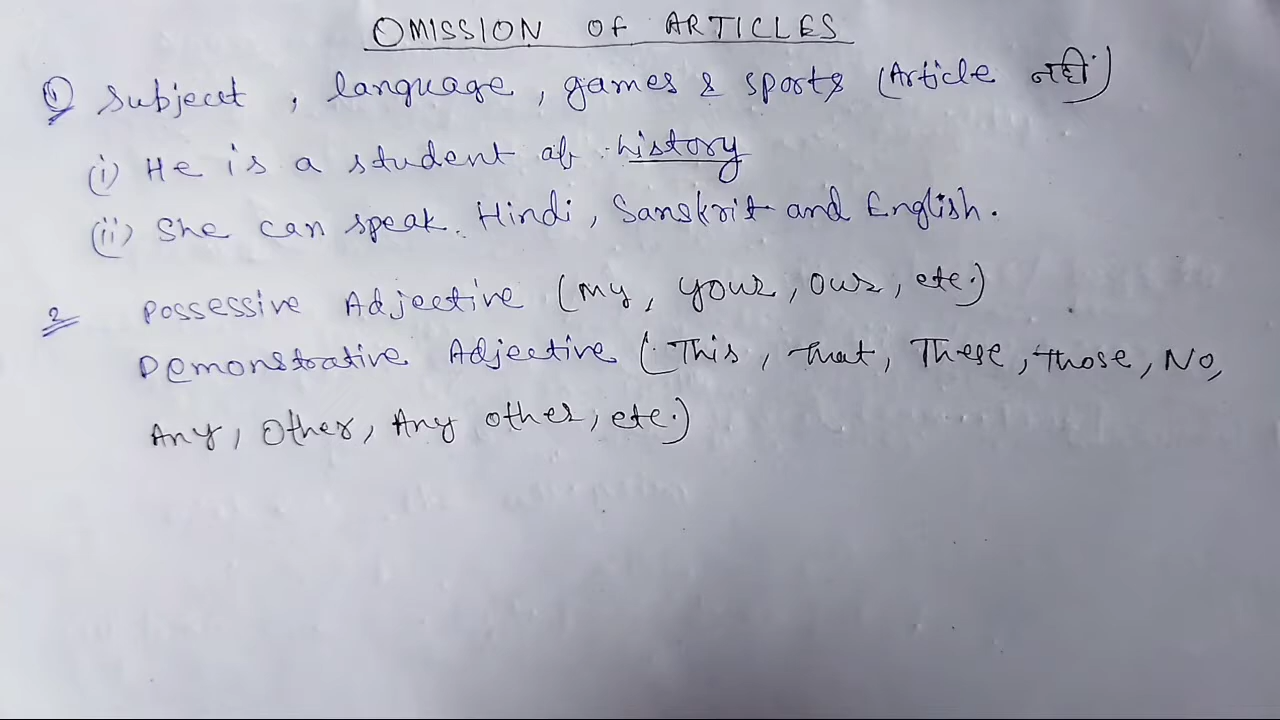 OMISSION OF ARTICLES
① Subject, language, games & sports (Article नहीं)
(i) He is a student of history
(ii) She can speak Hindi, Sanskrit and English.
2 Possessive Adjective (My, your, our, etc.)
Demonstrative Adjective (This, that, These, those, No,
Any, Other, Any other, etc.)